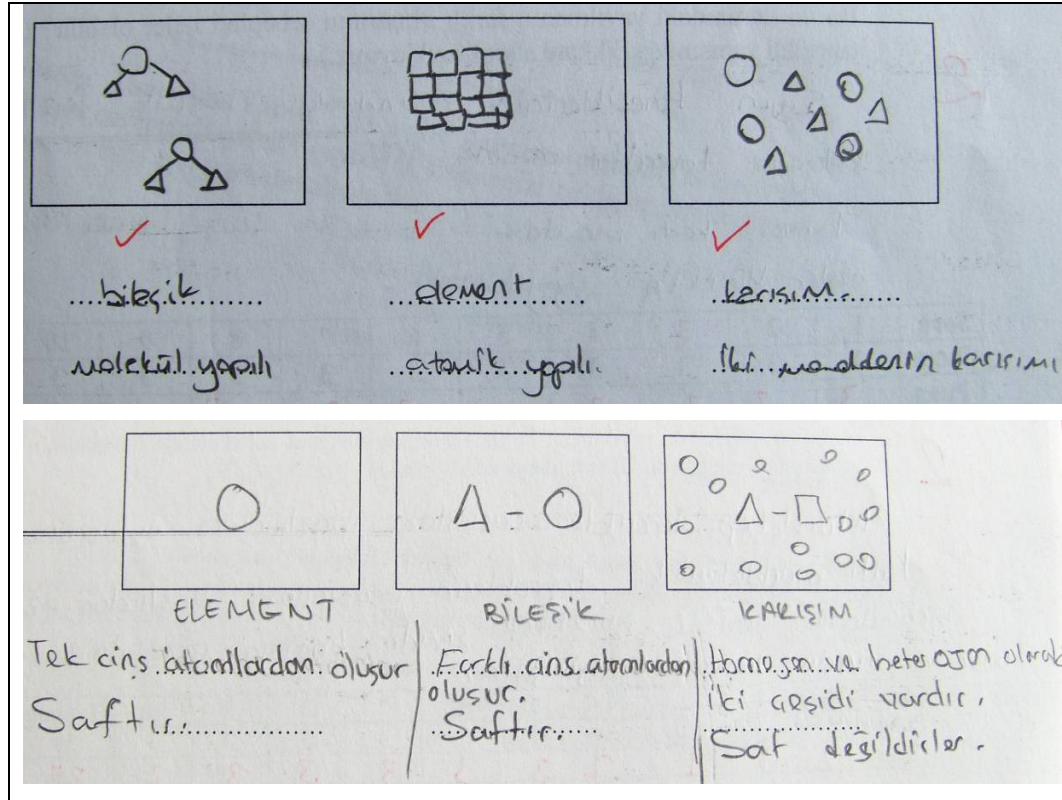 bileşik
element
karışım.
molekül yapılı
atomik yapılı.
İki maddenin karışımı
ELEMENT
BİLEŞİK
KARIŞIM
Tek cins atomlardan oluşur
Saftır.
Farklı cins atomlardan
oluşur.
Saftır.
Homojen ve heterojen olarak
iki çeşidi vardır.
Saf değildirler.